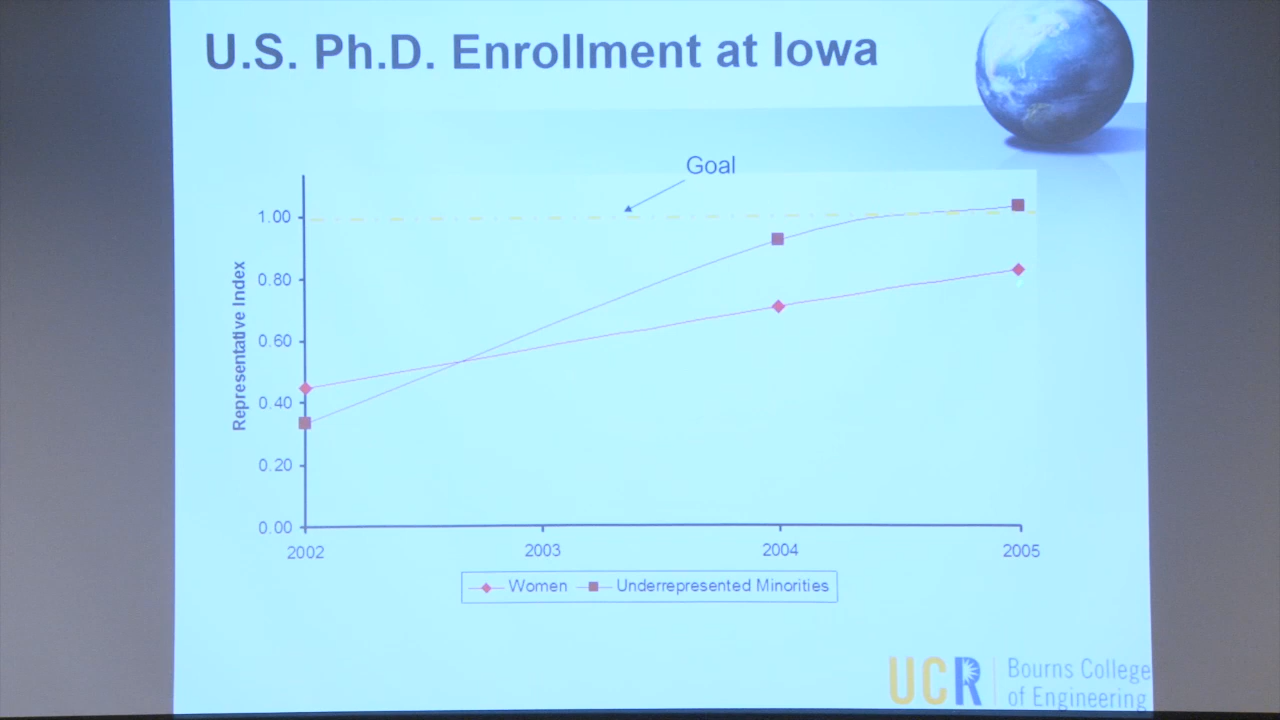 U.S. Ph.D. Enrollment at Iowa
Goal
Representative Index
1.00
0.80
0.60
0.40
0.20
0.00
2002 2003 2004 2005
Women Underrepresented Minorities
UCR Bourns College
of Engineering